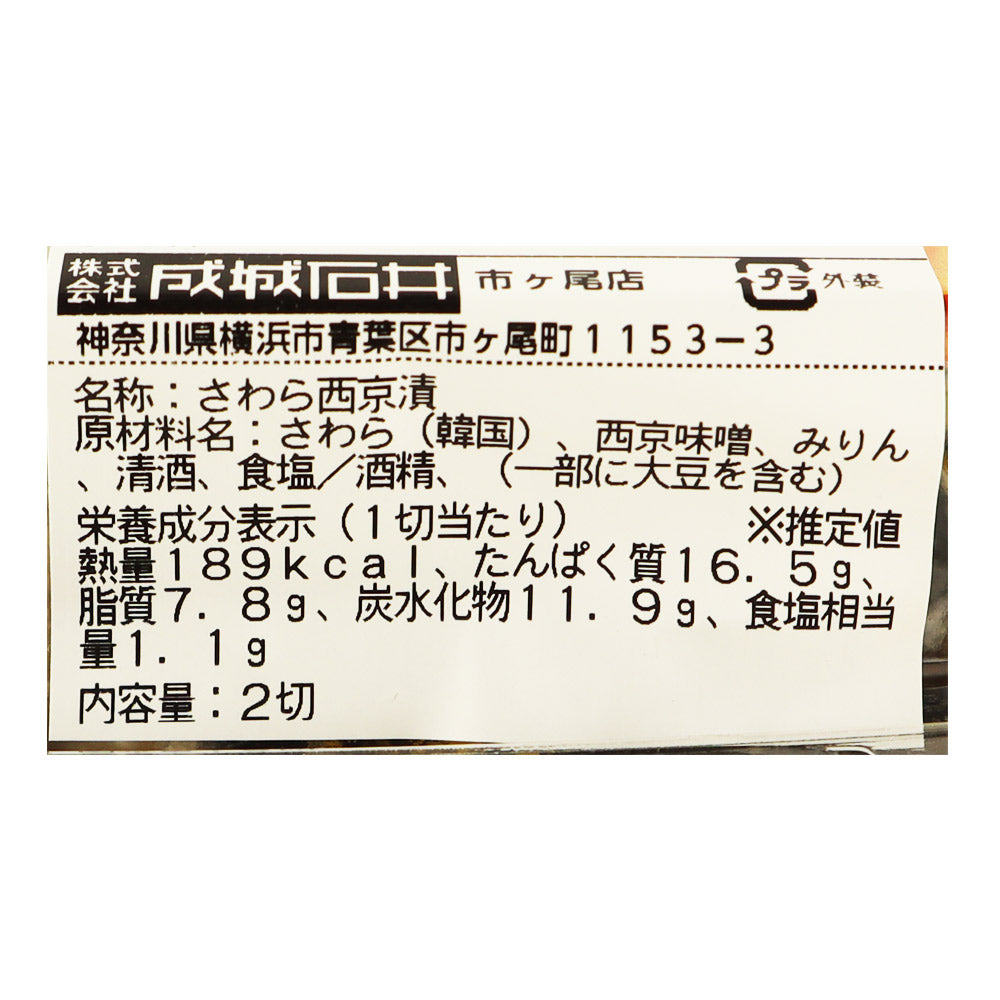 株式会社 成城石井 市ヶ尾店 プラ 外袋
神奈川県横浜市青葉区市ヶ尾町1153-3
名称：さわら西京漬
原材料名：さわら（韓国）、西京味噌、みりん
、清酒、食塩／酒精、（一部に大豆を含む）
栄養成分表示（1切当たり） ※推定値
熱量189kcal、たんぱく質16.5g、
脂質7.8g、炭水化物11.9g、食塩相当
量1.1g
内容量：2切